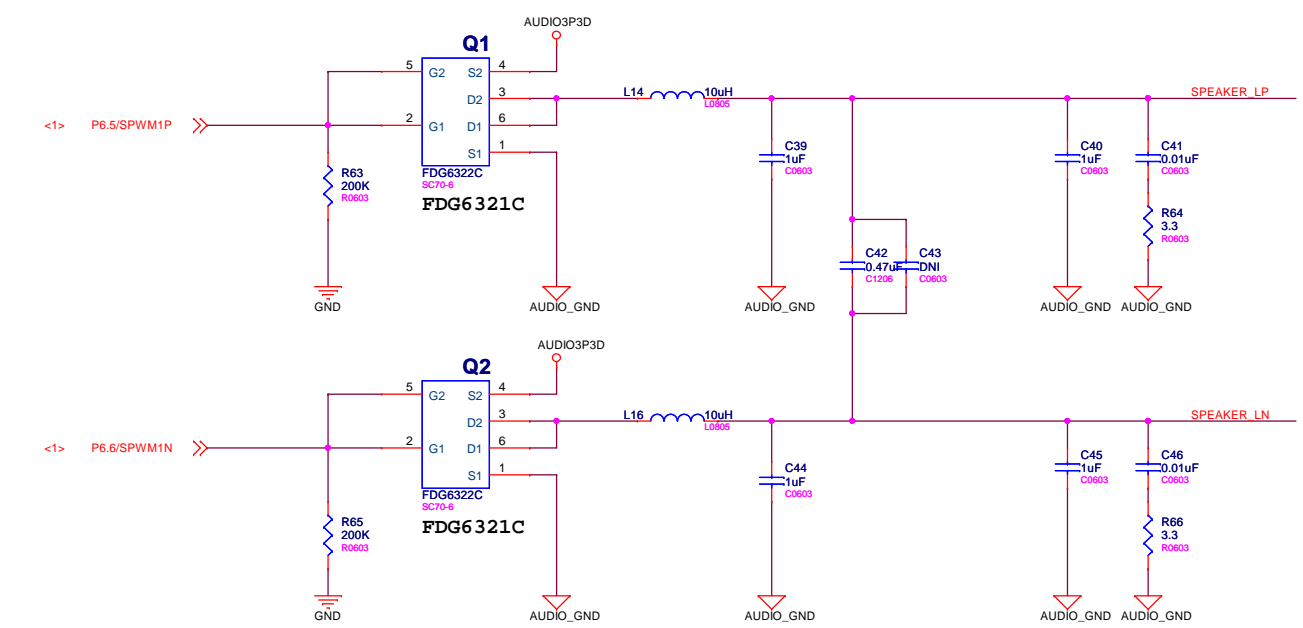 AUDIO3P3D
Q1
5 G2 S2 4
D2 3
<1> P6.5/SPWM1P 2 G1 D1 6
S1 1
FDG6322C
SC70-6
FDG6321C
R63
200K
R0603
GND
AUDIO_GND
L14 10uH
L0805
SPEAKER_LP
C39
1uF
C0603
AUDIO_GND
C42
0.47uF
C1206
C43
DNI
C0603
C40
1uF
C0603
AUDIO_GND
C41
0.01uF
C0603
R64
3.3
R0603
AUDIO_GND
AUDIO3P3D
Q2
5 G2 S2 4
D2 3
<1> P6.6/SPWM1N 2 G1 D1 6
S1 1
FDG6322C
SC70-6
FDG6321C
R65
200K
R0603
GND
AUDIO_GND
L16 10uH
L0805
SPEAKER_LN
C44
1uF
C0603
AUDIO_GND
C45
1uF
C0603
AUDIO_GND
C46
0.01uF
C0603
R66
3.3
R0603
AUDIO_GND